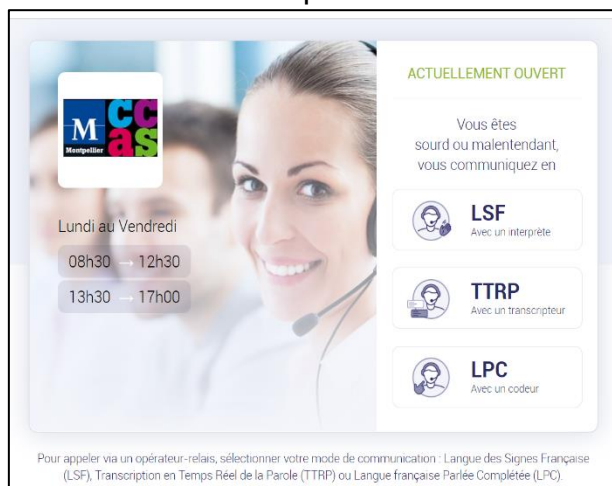 M
Montpellier
CC
as
Lundi au Vendredi
08h30 → 12h30
13h30 → 17h00
ACTUELLEMENT OUVERT
Vous êtes
sourd ou malentendant,
vous communiquez en
LSF
Avec un interprète
TTRP
Avec un transcripteur
LPC
Avec un codeur
Pour appeler via un opérateur-relais, sélectionner votre mode de communication : Langue des Signes Française
(LSF), Transcription en Temps Réel de la Parole (TTRP) ou Langue française Parlée Complétée (LPC).